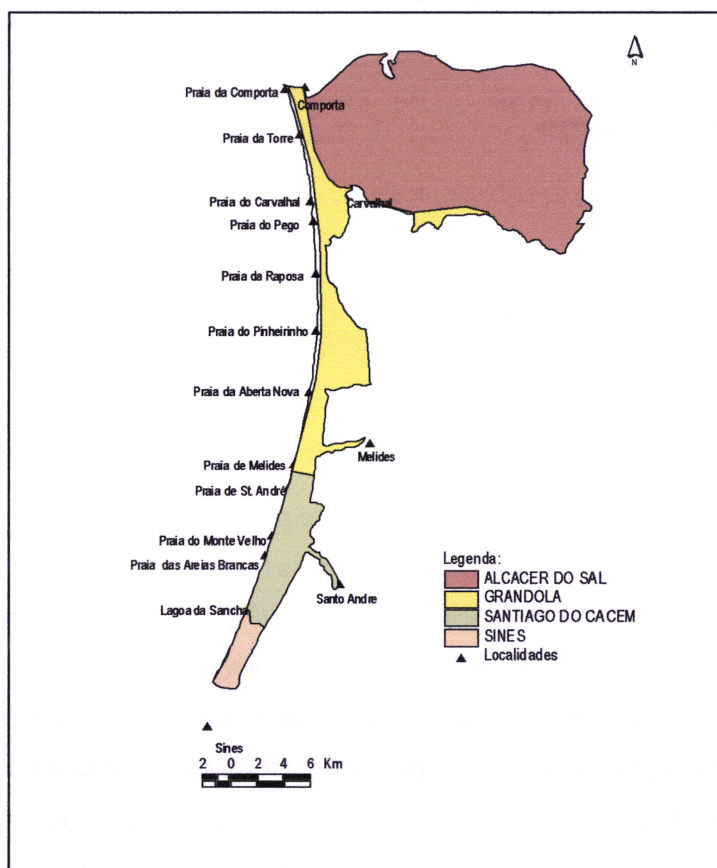 N
Praia da Comporta
Comporta
Praia da Torre
Praia do Carvalhal
Carvalhal
Praia do Pego
Praia da Raposa
Praia do Pinheirinho
Praia da Aberta Nova
Melides
Praia de Melides
Praia de St. André
Praia do Monte Velho
Praia das Areias Brancas
Santo Andre
Lagoa da Sancha
Legenda:
ALCACER DO SAL
GRANDOLA
SANTIAGO DO CACEM
SINES
Localidades
Sines
2 0 2 4 6 Km